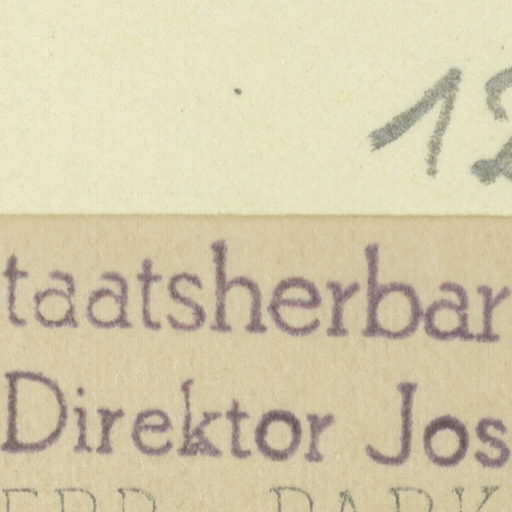 12
taatsherbar
Direktor Jos